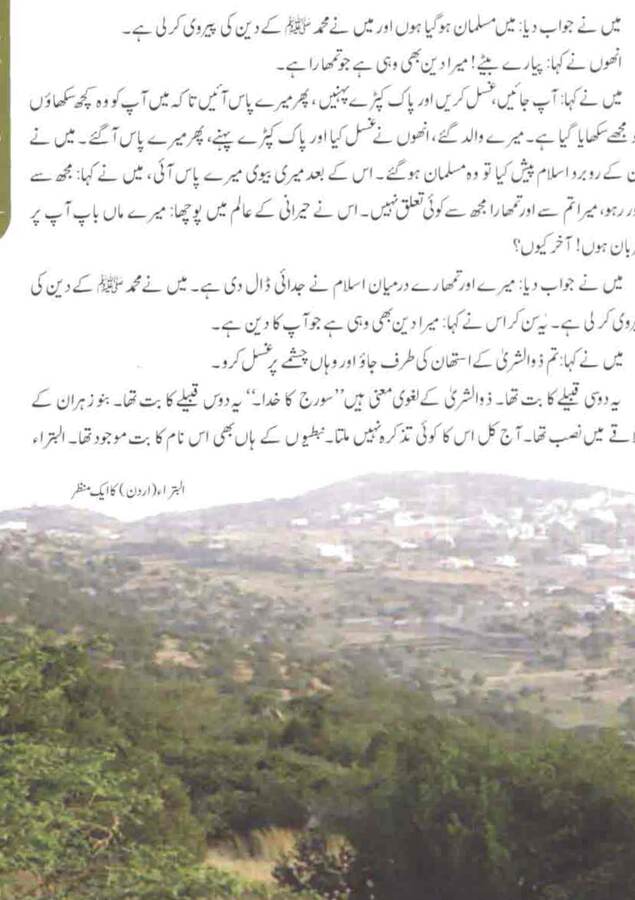 میں نے جواب دیا: میں مسلمان ہو گیا ہوں اور میں نے محمد ﷺ کے دین کی پیروی کر لی ہے۔
انھوں نے کہا: پیارے بیٹے! میرا دین بھی وہی ہے جو تمھارا ہے۔
میں نے کہا: آپ جائیں، غسل کریں اور پاک کپڑے پہنیں، پھر میرے پاس آئیں تا کہ میں آپ کو وہ کچھ سکھاؤں
مجھے سکھایا گیا ہے۔ میرے والد گئے، انھوں نے غسل کیا اور پاک کپڑے پہنے، پھر میرے پاس آ گئے۔ میں نے
ن کے روبرو اسلام پیش کیا تو وہ مسلمان ہو گئے۔ اس کے بعد میری بیوی میرے پاس آئی، میں نے کہا: مجھ سے
ور رہو، میرا تم سے اور تمھارا مجھ سے کوئی تعلق نہیں۔ اس نے حیرانی کے عالم میں پوچھا: میرے ماں باپ آپ پر
ربان ہوں! آخر کیوں؟
میں نے جواب دیا: میرے اور تمھارے درمیان اسلام نے جدائی ڈال دی ہے۔ میں نے محمد ﷺ کے دین کی
یروی کر لی ہے۔ یہ سن کر اس نے کہا: میرا دین بھی وہی ہے جو آپ کا دین ہے۔
میں نے کہا: تم ذوالشریٰ کے استھان کی طرف جاؤ اور وہاں چشمے پر غسل کرو۔
یہ دوسی قبیلے کا بت تھا۔ ذوالشریٰ کے لغوی معنی ہیں ’’سورج کا خدا۔‘‘ یہ دوس قبیلے کا بت تھا۔ بنو زہران کے
لاقے میں نصب تھا۔ آج کل اس کا کوئی تذکرہ نہیں ملتا۔ نبطیوں کے ہاں بھی اس نام کا بت موجود تھا۔ البتراء
البتراء (اردن) کا ایک منظر